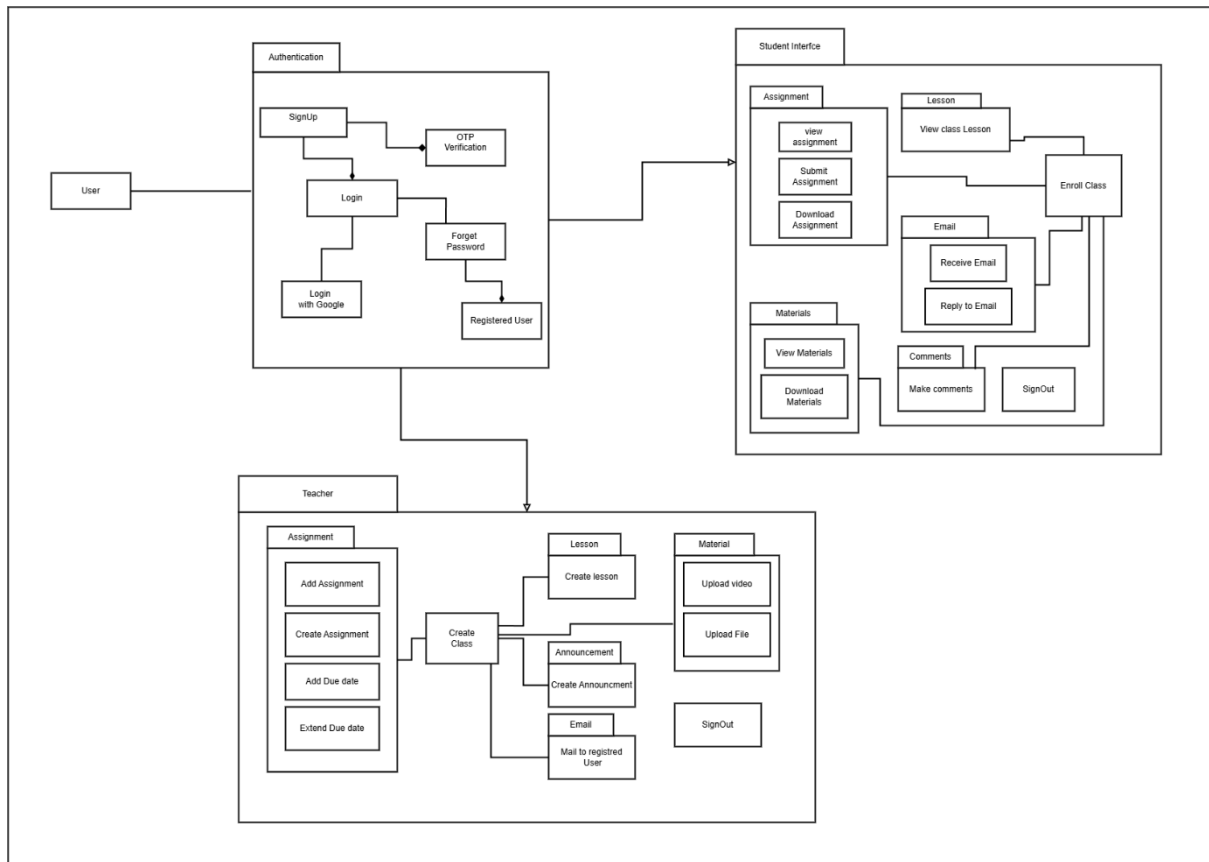 Authentication
SignUp
OTP
Verification
User
Login
Forget
Password
Login
with Google
Registered User
Student Interfce
Assignment
view
assignment
Submit
Assignment
Download
Assignment
Lesson
View class Lesson
Enroll Class
Email
Receive Email
Reply to Email
Materials
View Materials
Download
Materials
Comments
Make comments
SignOut
Teacher
Assignment
Add Assignment
Create Assignment
Add Due date
Extend Due date
Create
Class
Lesson
Create lesson
Announcement
Create Announcment
Email
Mail to registred
User
Material
Upload video
Upload File
SignOut